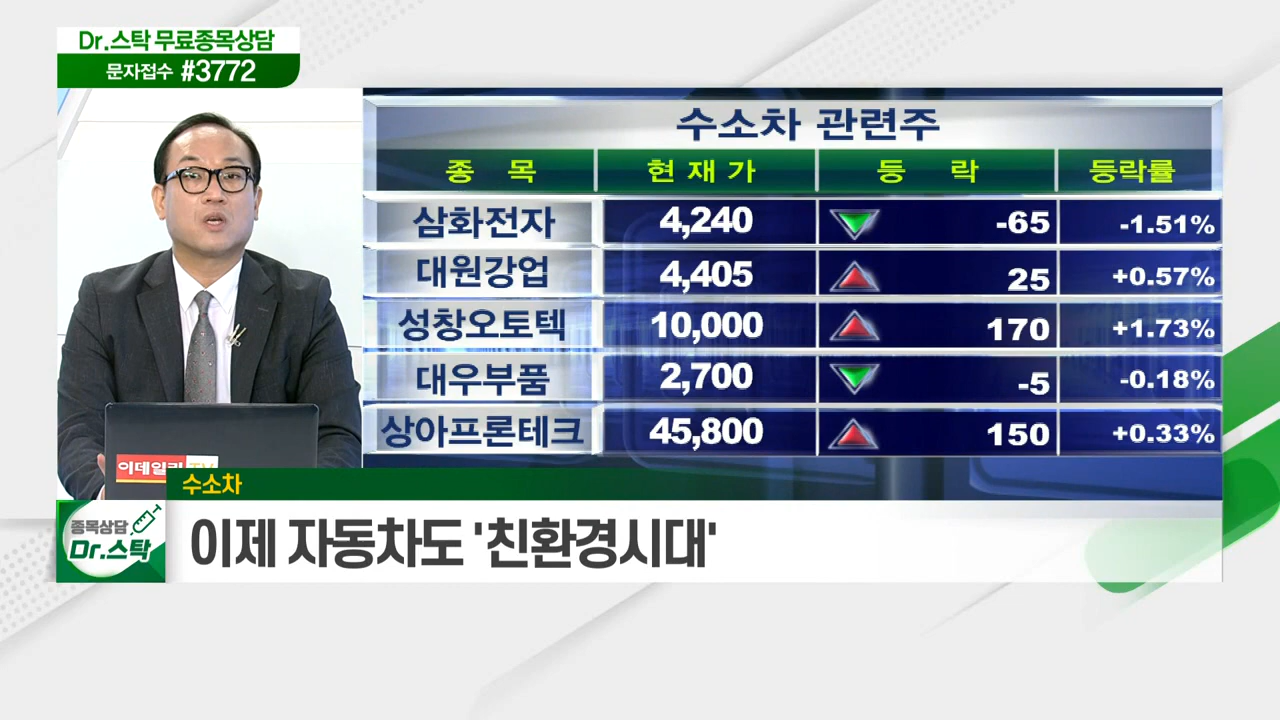 Dr.스탁 무료종목상담
문자접수 #3772
수소차 관련주
종 목 현 재 가 등 락 등락률
삼화전자 4,240 -65 -1.51%
대원강업 4,405 25 +0.57%
성창오토텍 10,000 170 +1.73%
대우부품 2,700 -5 -0.18%
상아프론테크 45,800 150 +0.33%
이데일리 TV
수소차
종목상담
Dr.스탁
이제 자동차도 '친환경시대'